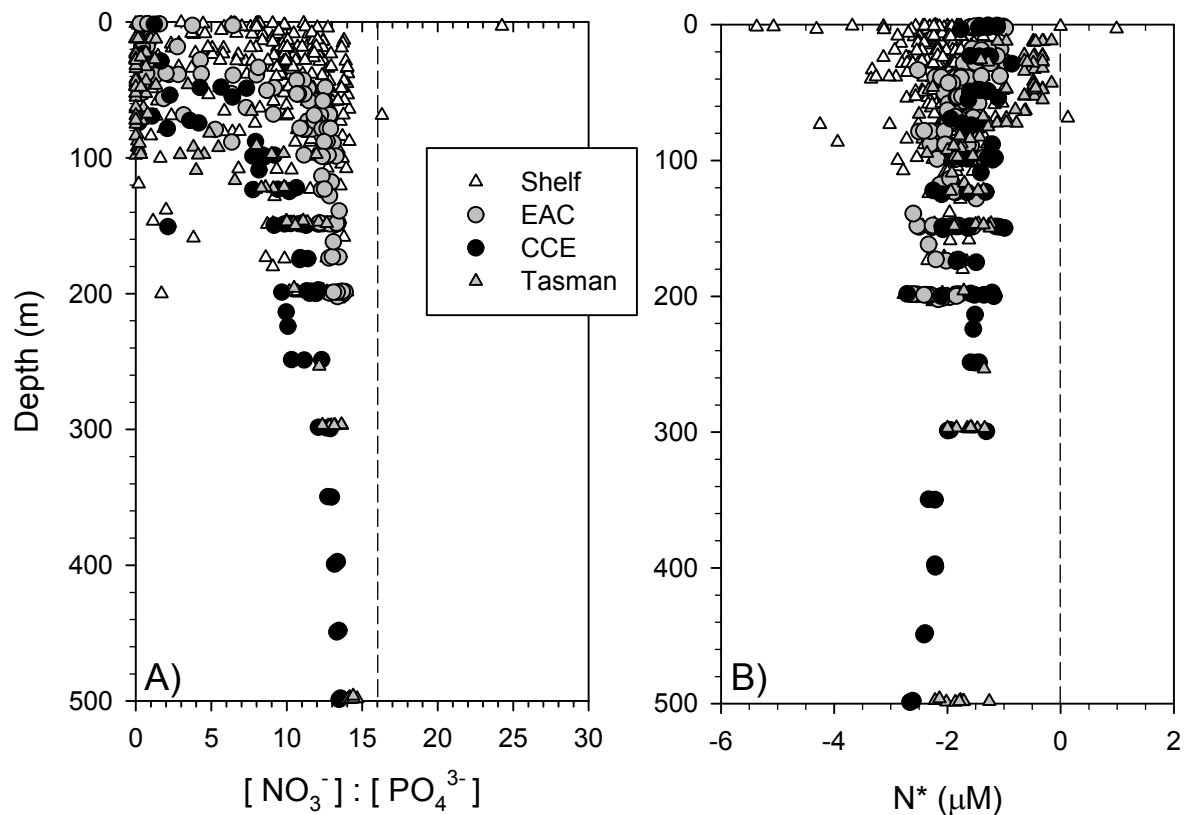 0
100
200
300
400
500
Depth (m)
A)
0 5 10 15 20 25 30
[ NO₃⁻ ] : [ PO₄³⁻ ]
Shelf
EAC
CCE
Tasman
0
100
200
300
400
500
B)
-6 -4 -2 0 2
N* (μM)